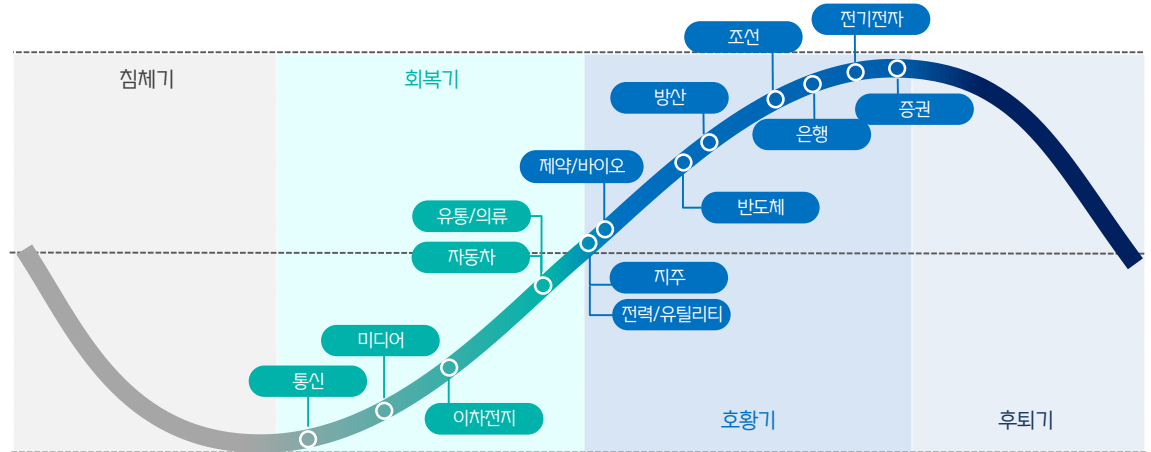 전기전자
조선
침체기
회복기
방산
증권
은행
제약/바이오
유통/의류
반도체
자동차
지주
전력/유틸리티
미디어
통신
이차전지
호황기
후퇴기